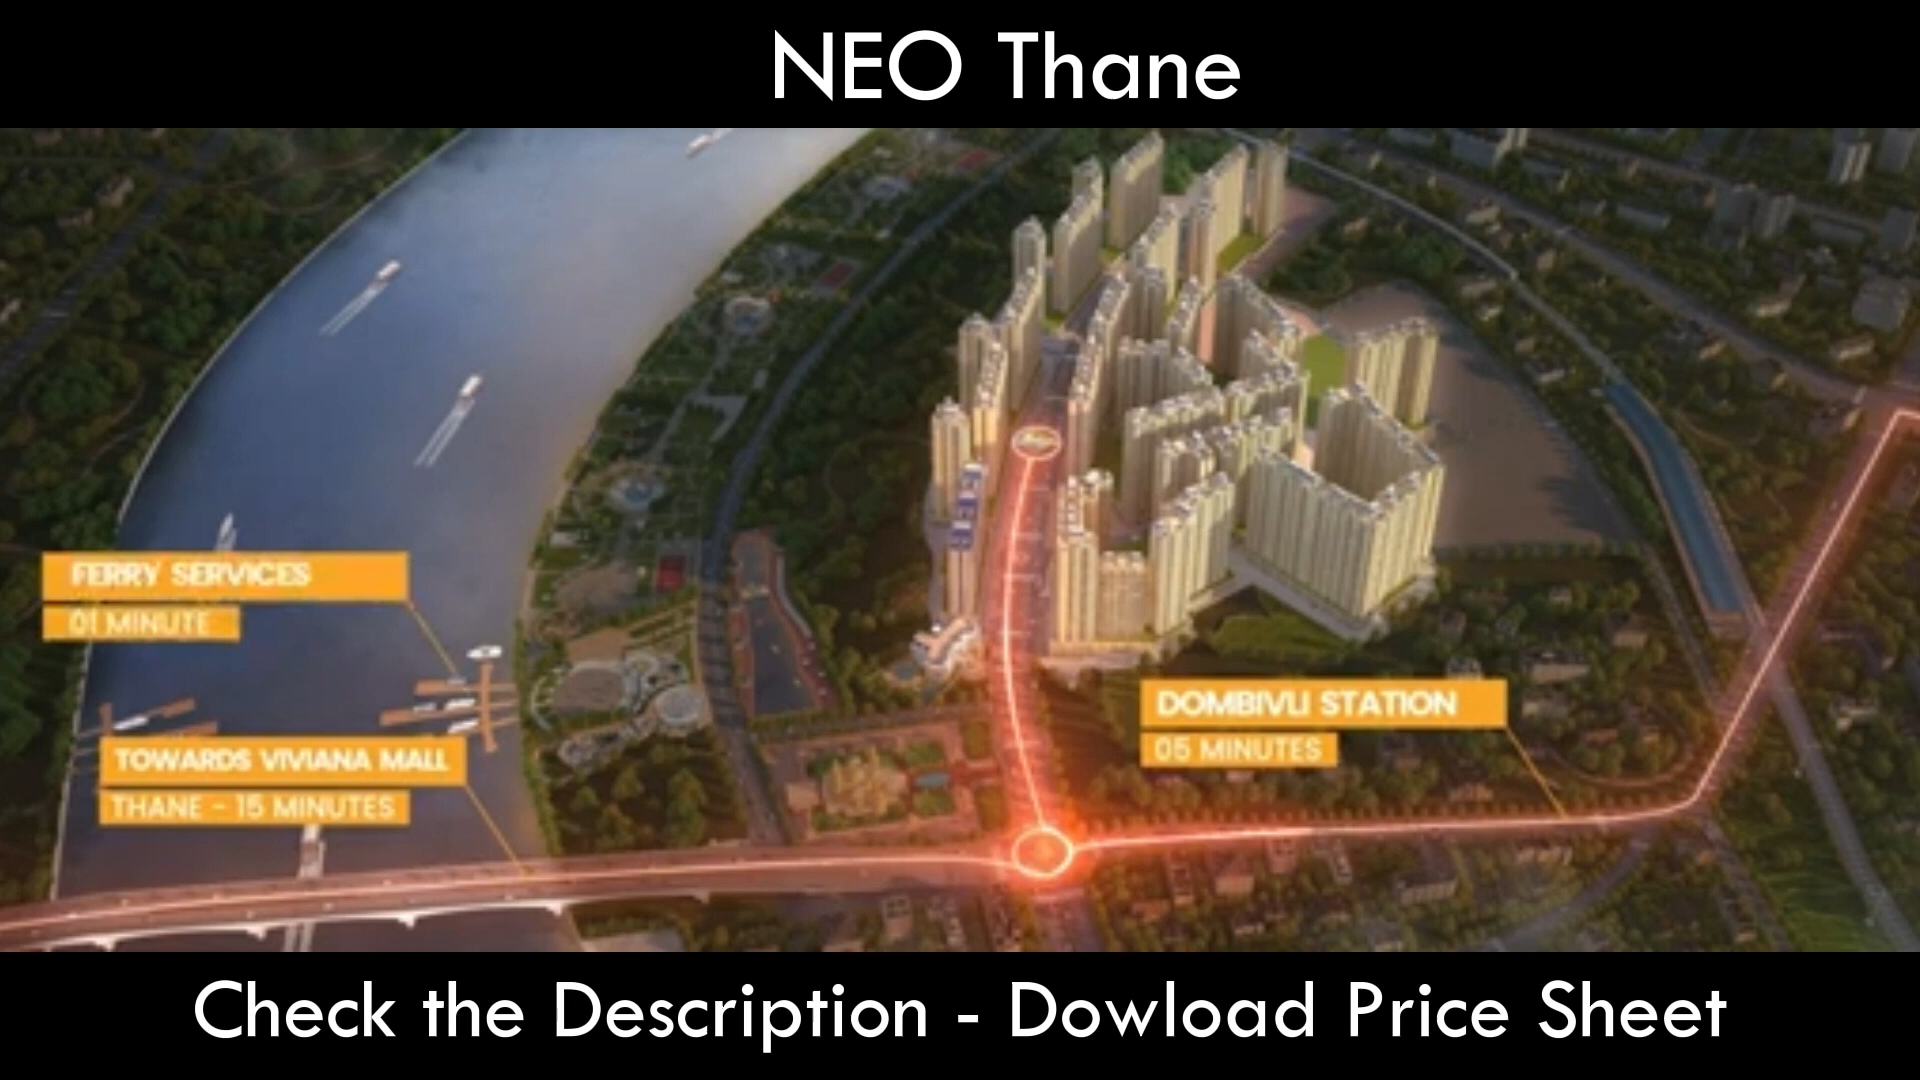 NEO Thane
FERRY SERVICES
01 MINUTE
TOWARDS VIVIANA MALL
THANE - 15 MINUTES
DOMBIVLI STATION
05 MINUTES
Check the Description - Dowload Price Sheet